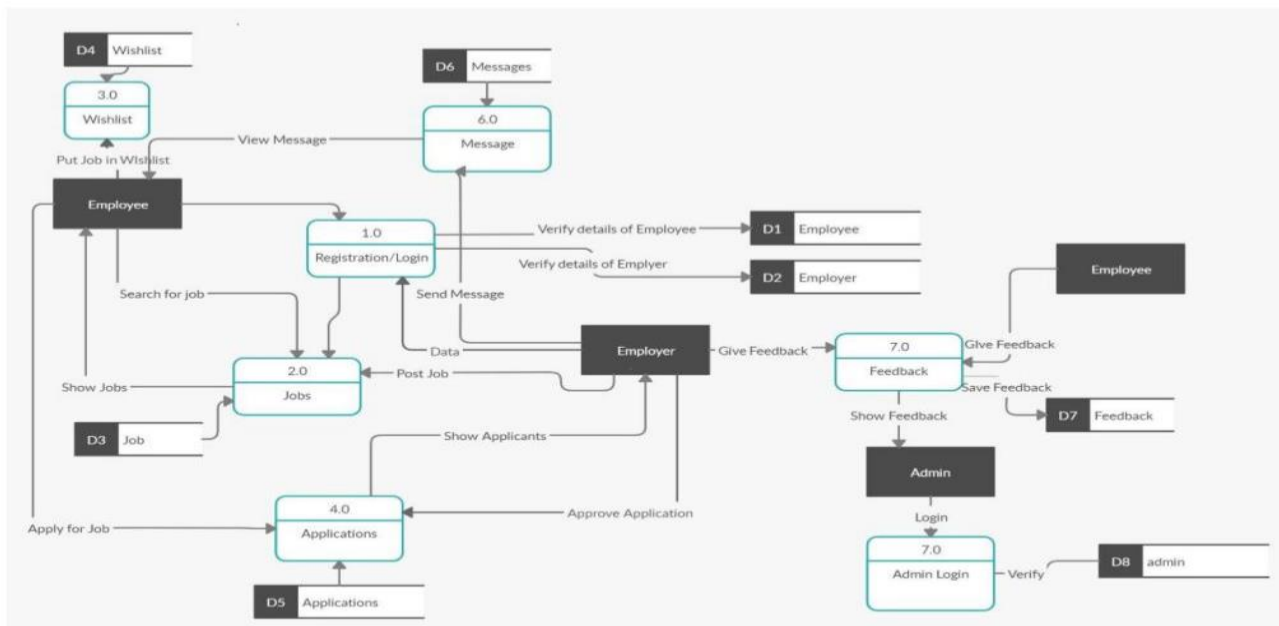 D4 Wishlist
D6 Messages
3.0
Wishlist
6.0
Message
View Message
Put Job in WIshlist
Employee
1.0
Registration/Login
Verify details of Employee
D1 Employee
Verify details of Emplyer
D2 Employer
Employee
Search for job
Send Message
Employer
Data
Give Feedback
7.0
Feedback
GIve Feedback
Post Job
2.0
Jobs
Show Jobs
Save Feedback
D3 Job
Show Feedback
D7 Feedback
Show Applicants
Admin
4.0
Applications
Apply for Job
Approve Application
Login
7.0
Admin Login
Verify
D8 admin
D5 Applications